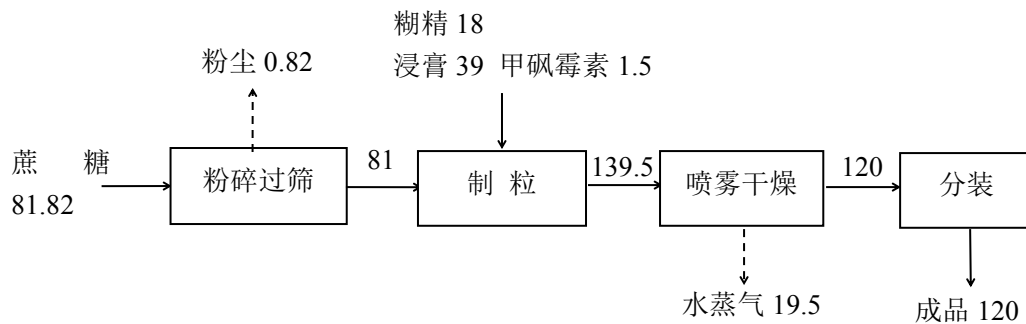 糊精 18
浸膏 39 甲砜霉素 1.5
粉尘 0.82
蔗 糖
81.82
粉碎过筛
81
制 粒
139.5
喷雾干燥
120
分装
水蒸气 19.5
成品 120